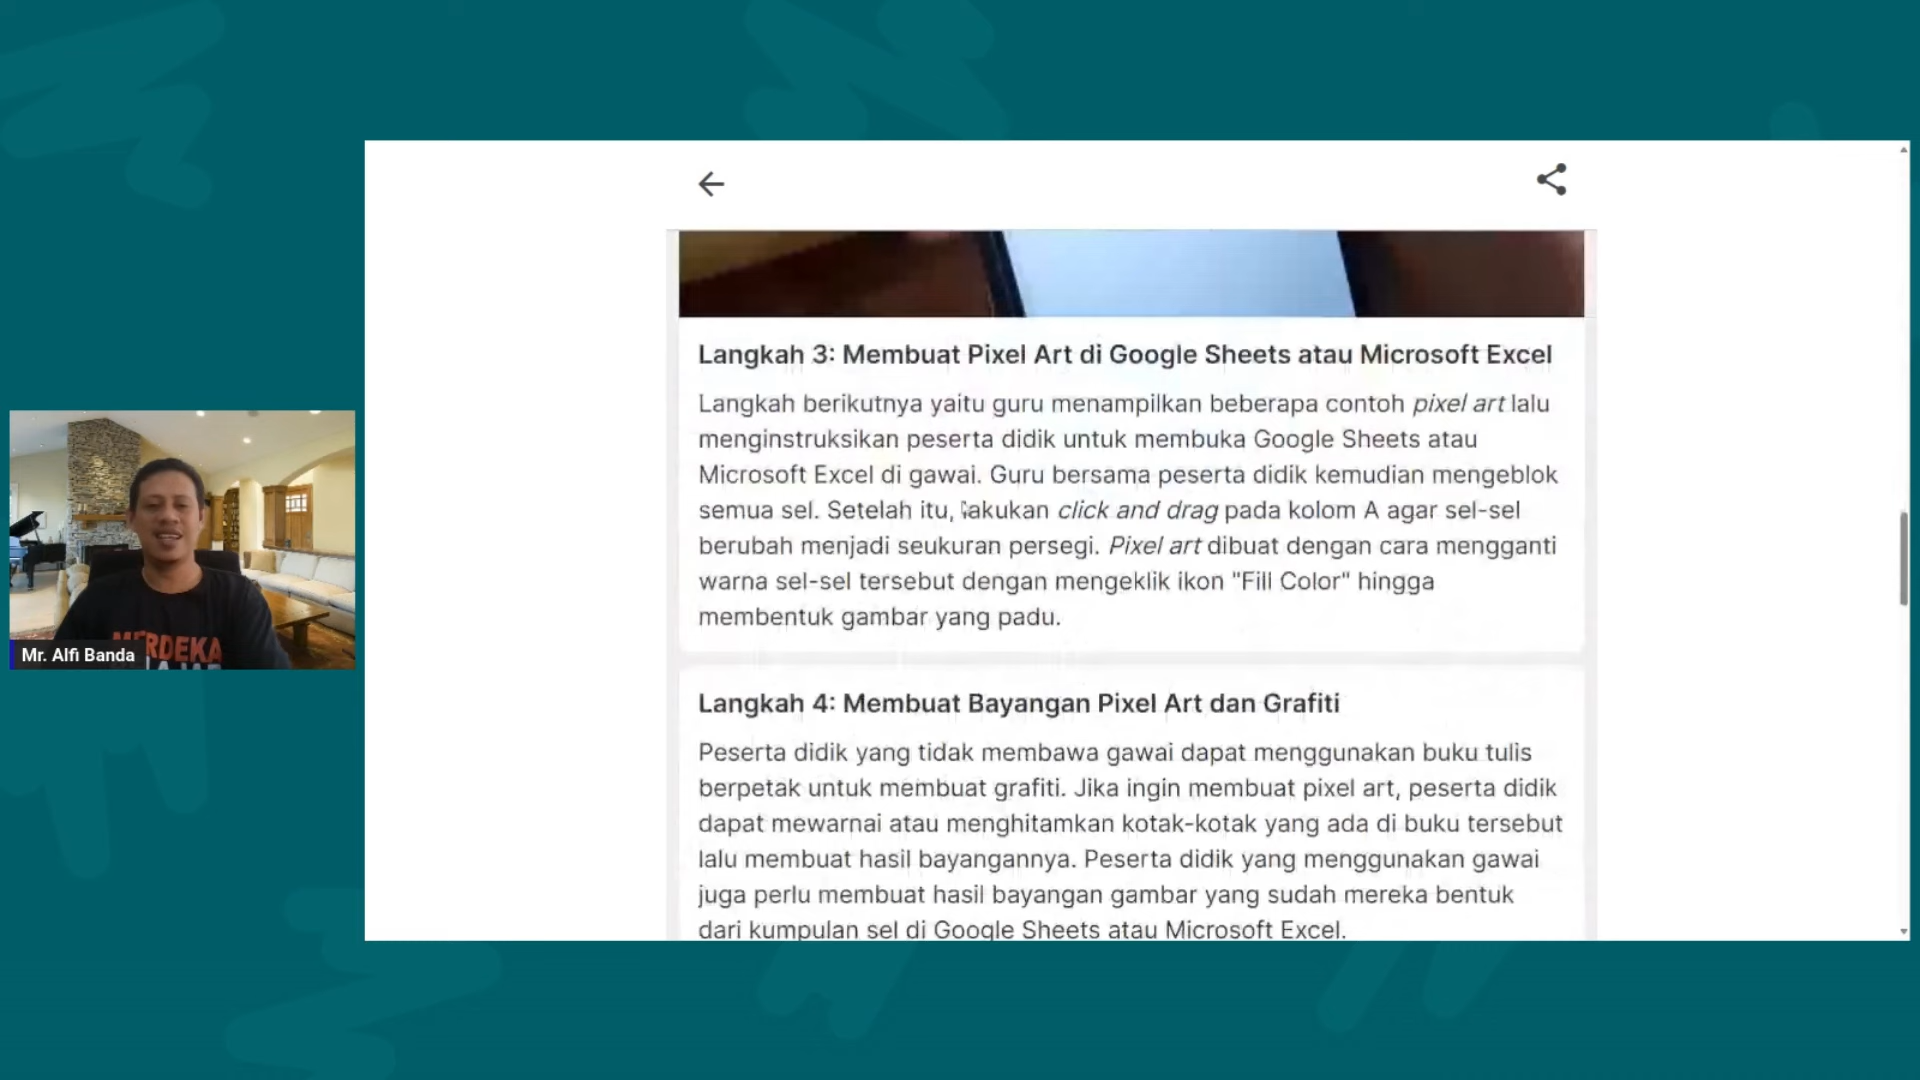 Langkah 3: Membuat Pixel Art di Google Sheets atau Microsoft Excel
Langkah berikutnya yaitu guru menampilkan beberapa contoh pixel art lalu
menginstruksikan peserta didik untuk membuka Google Sheets atau
Microsoft Excel di gawai. Guru bersama peserta didik kemudian mengeblok
semua sel. Setelah itu, lakukan click and drag pada kolom A agar sel-sel
berubah menjadi seukuran persegi. Pixel art dibuat dengan cara mengganti
warna sel-sel tersebut dengan mengeklik ikon "Fill Color" hingga
membentuk gambar yang padu.
Langkah 4: Membuat Bayangan Pixel Art dan Grafiti
Peserta didik yang tidak membawa gawai dapat menggunakan buku tulis
berpetak untuk membuat grafiti. Jika ingin membuat pixel art, peserta didik
dapat mewarnai atau menghitamkan kotak-kotak yang ada di buku tersebut
lalu membuat hasil bayangannya. Peserta didik yang menggunakan gawai
juga perlu membuat hasil bayangan gambar yang sudah mereka bentuk
dari kumpulan sel di Google Sheets atau Microsoft Excel.
MERDEKA
Mr. Alfi Banda